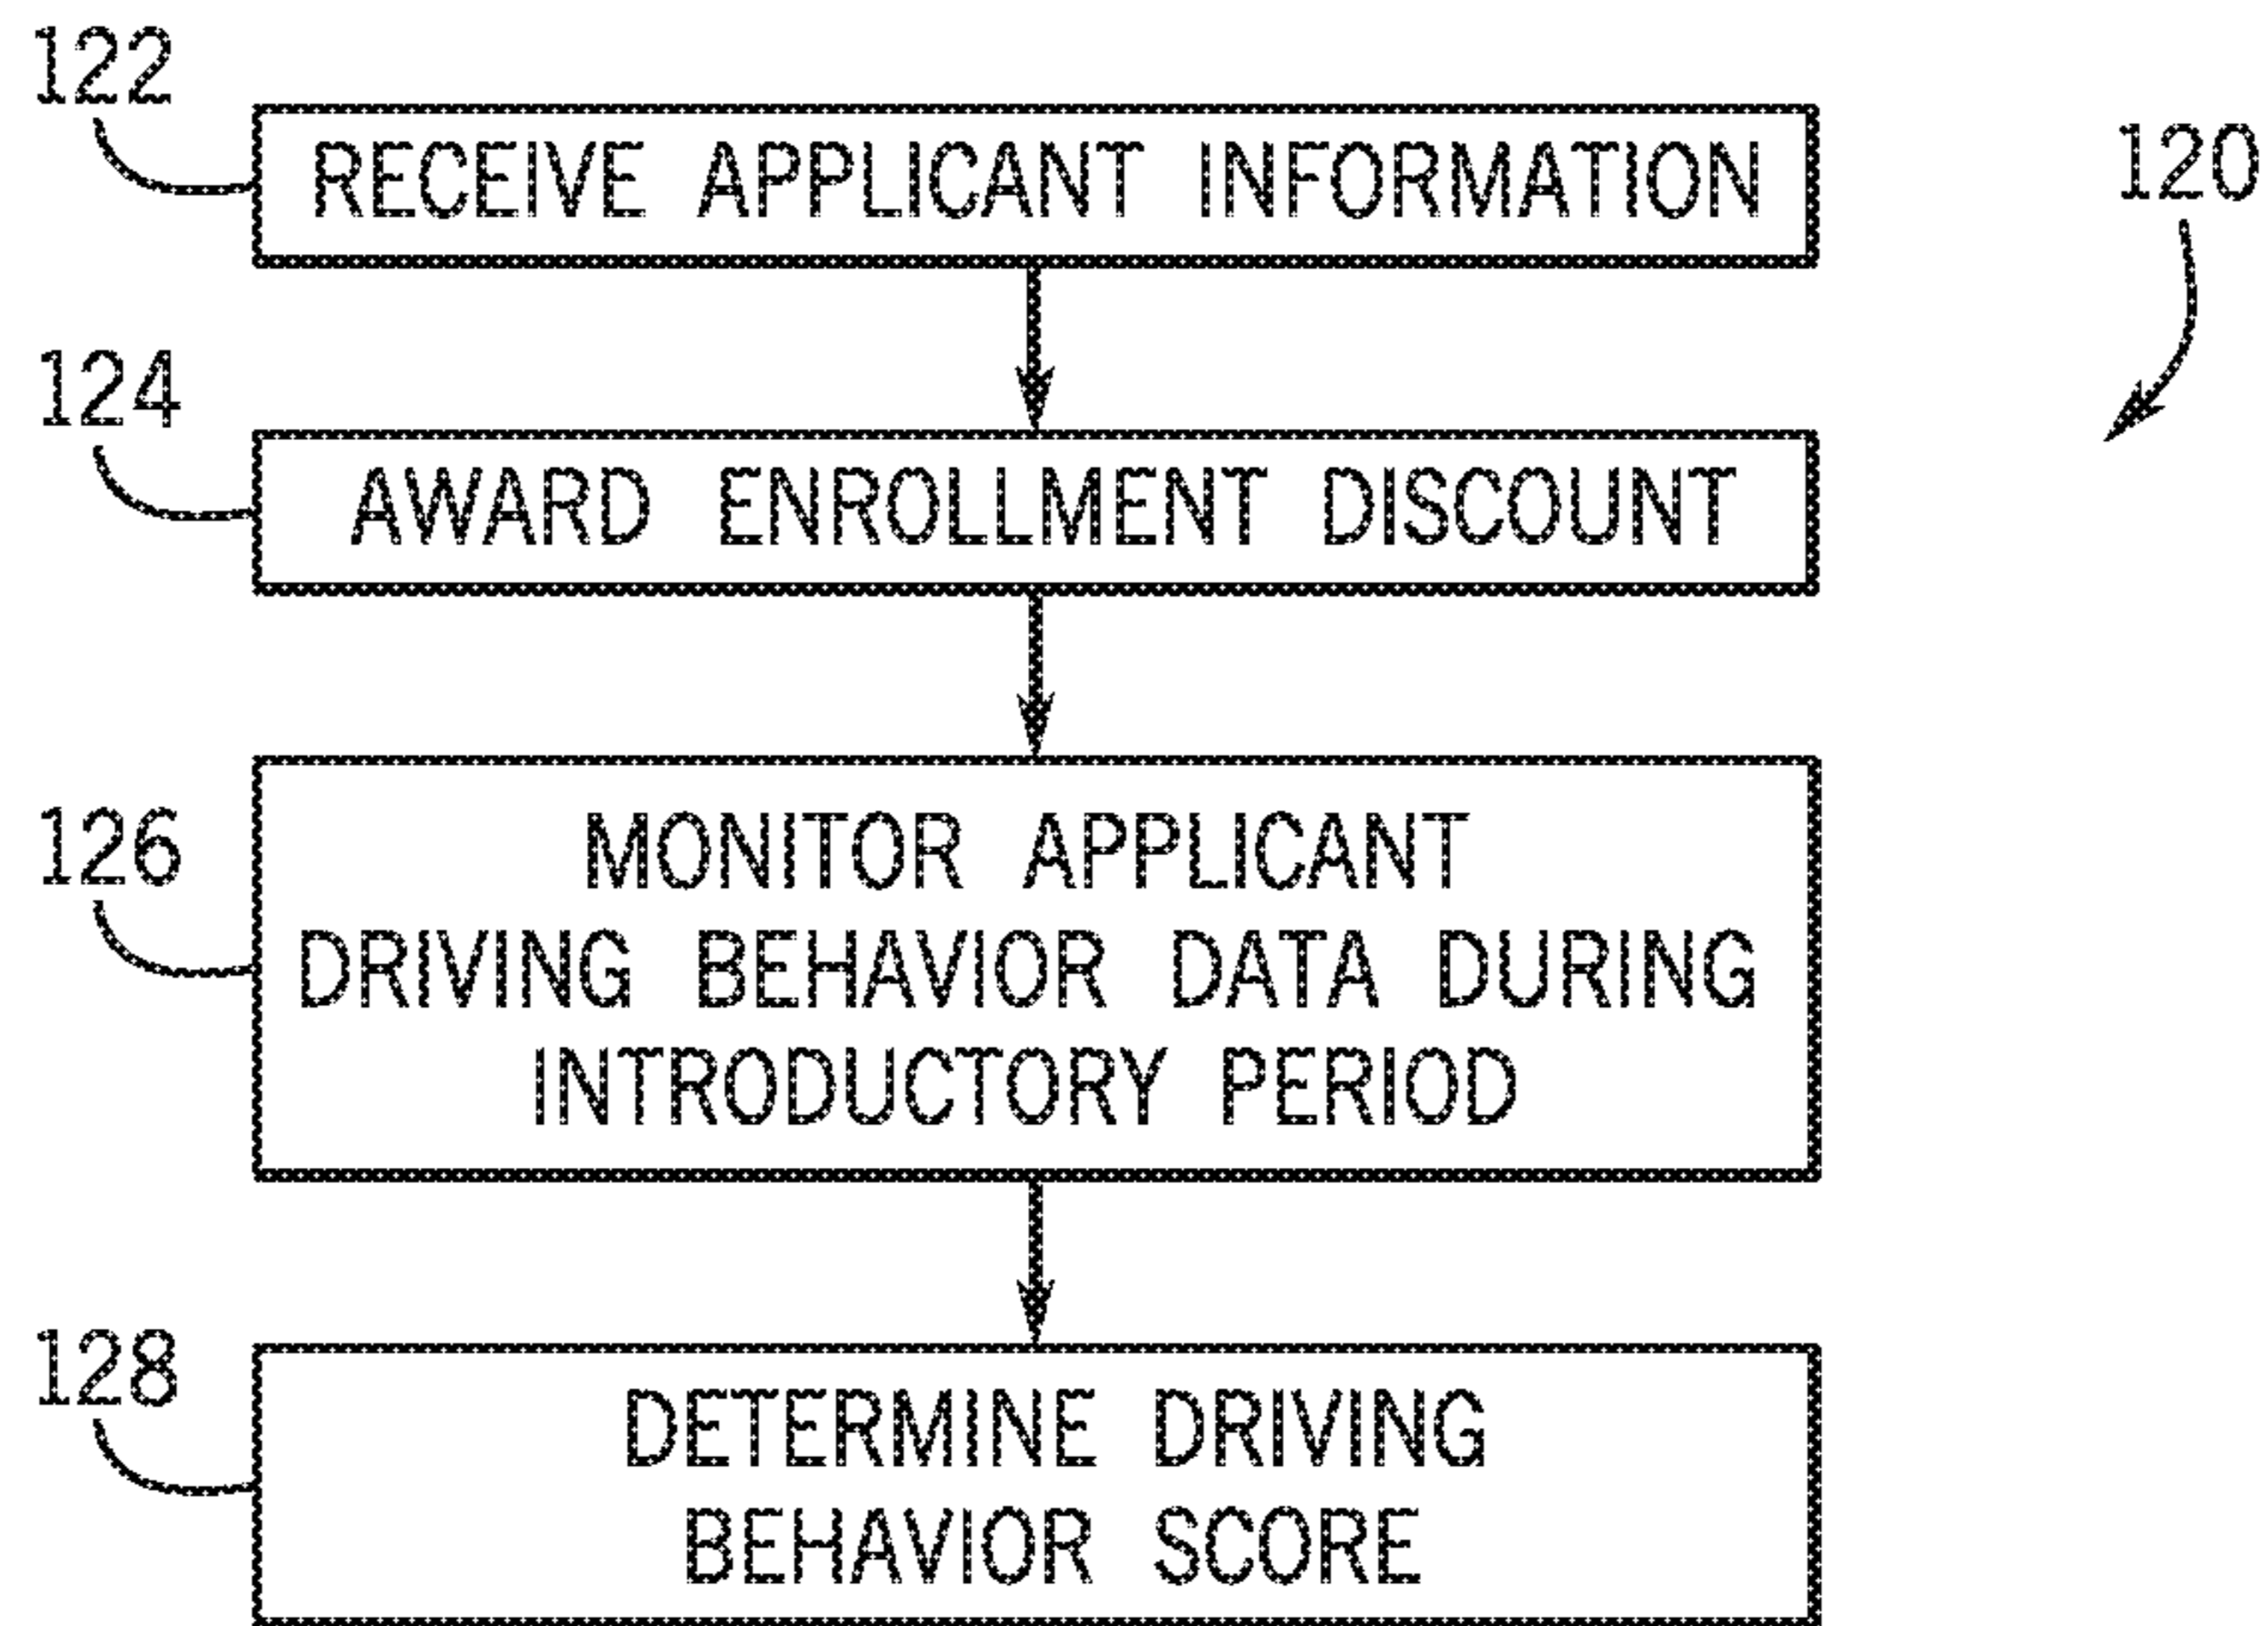 122
RECEIVE APPLICANT INFORMATION
120
124
AWARD ENROLLMENT DISCOUNT
126
MONITOR APPLICANT
DRIVING BEHAVIOR DATA DURING
INTRODUCTORY PERIOD
128
DETERMINE DRIVING
BEHAVIOR SCORE